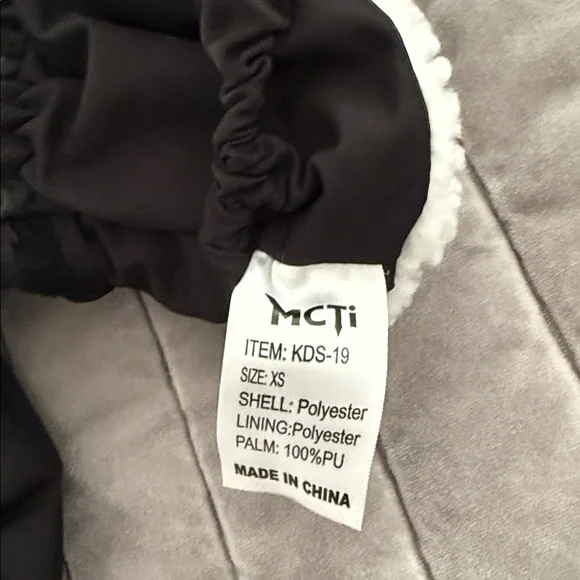 MCTi
ITEM: KDS-19
SIZE: XS
SHELL: Polyester
LINING:Polyester
PALM: 100%PU
MADE IN CHINA